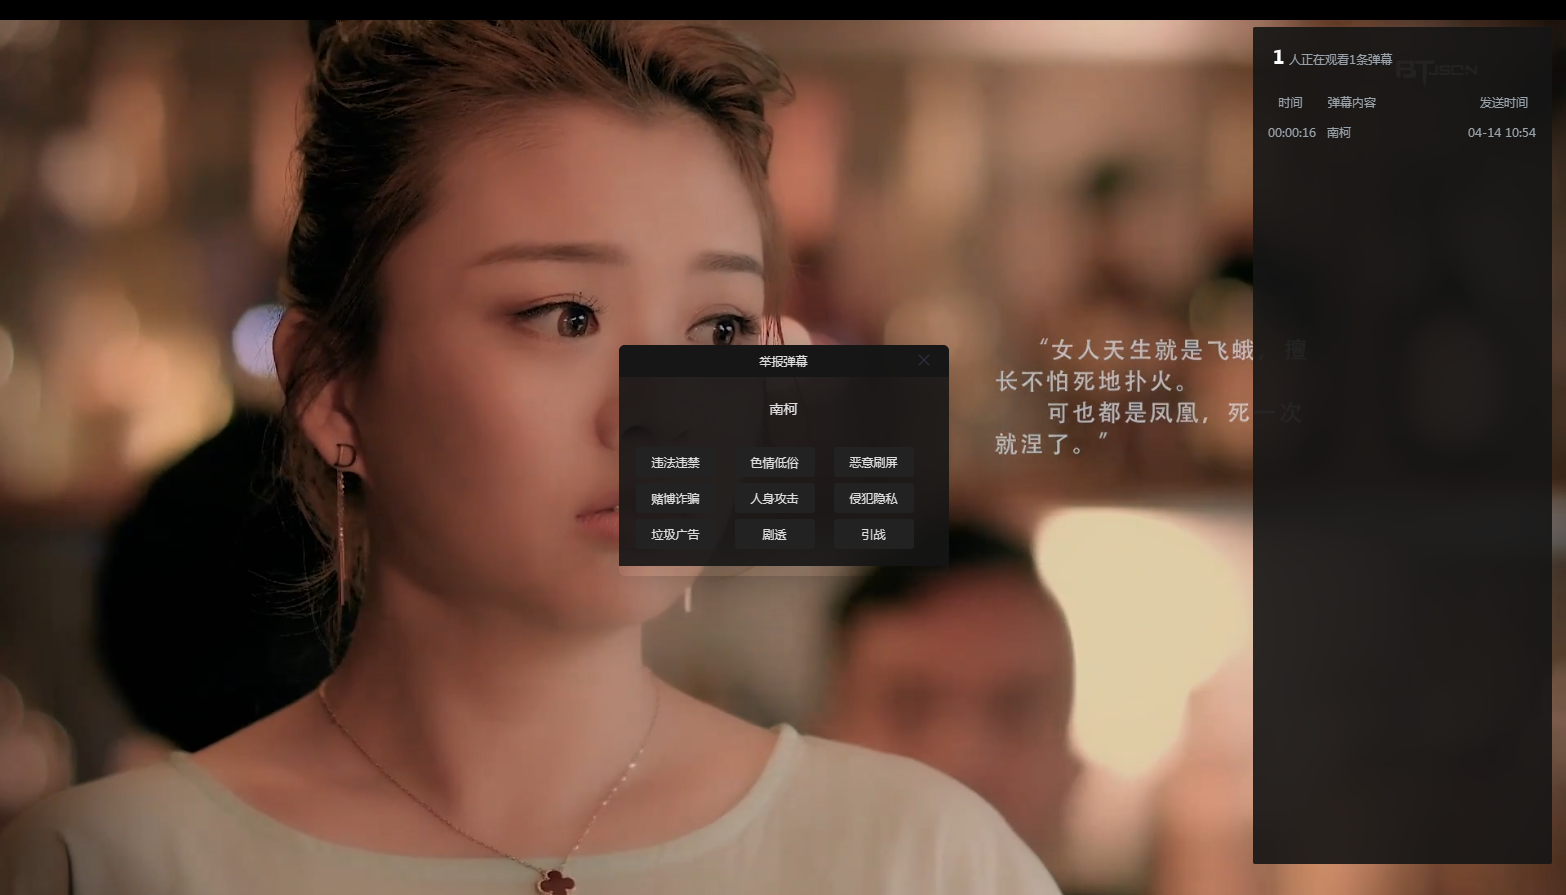 1 人正在观看1条弹幕
BTJSON
时间 弹幕内容 发送时间
00:00:16 南柯 04-14 10:54
举报弹幕
南柯
违法违禁 色情低俗 恶意刷屏
赌博诈骗 人身攻击 侵犯隐私
垃圾广告 剧透 引战
“女人天生就是飞蛾，擅
长不怕死地扑火。
可也都是凤凰，死一次
就涅了。”
D